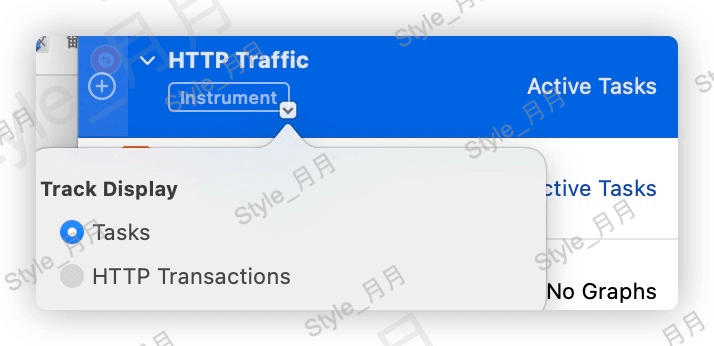 HTTP Traffic
Instrument
Active Tasks
Track Display
ctive Tasks
Tasks
HTTP Transactions
No Graphs
Style_月月
Style_月月
Style_月月
Style_月月
Style_月月
Style_月月
Style_月月
Style_月月